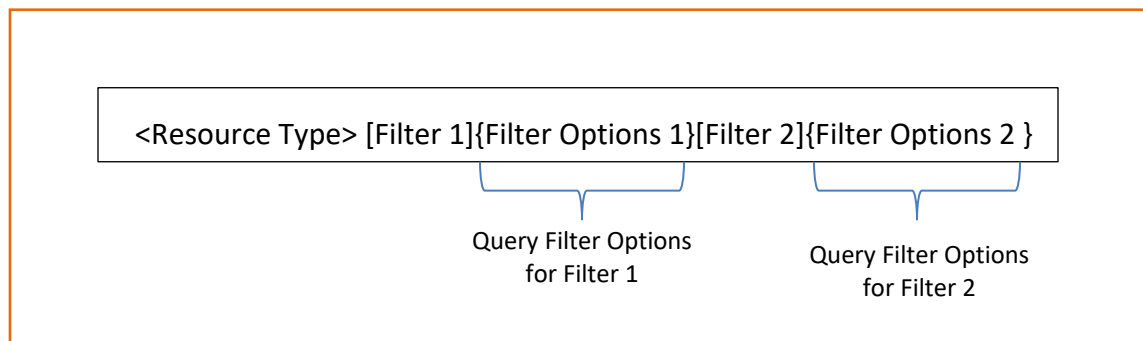 <Resource Type> [Filter 1]{Filter Options 1}[Filter 2]{Filter Options 2 }
Query Filter Options
for Filter 1
Query Filter Options
for Filter 2